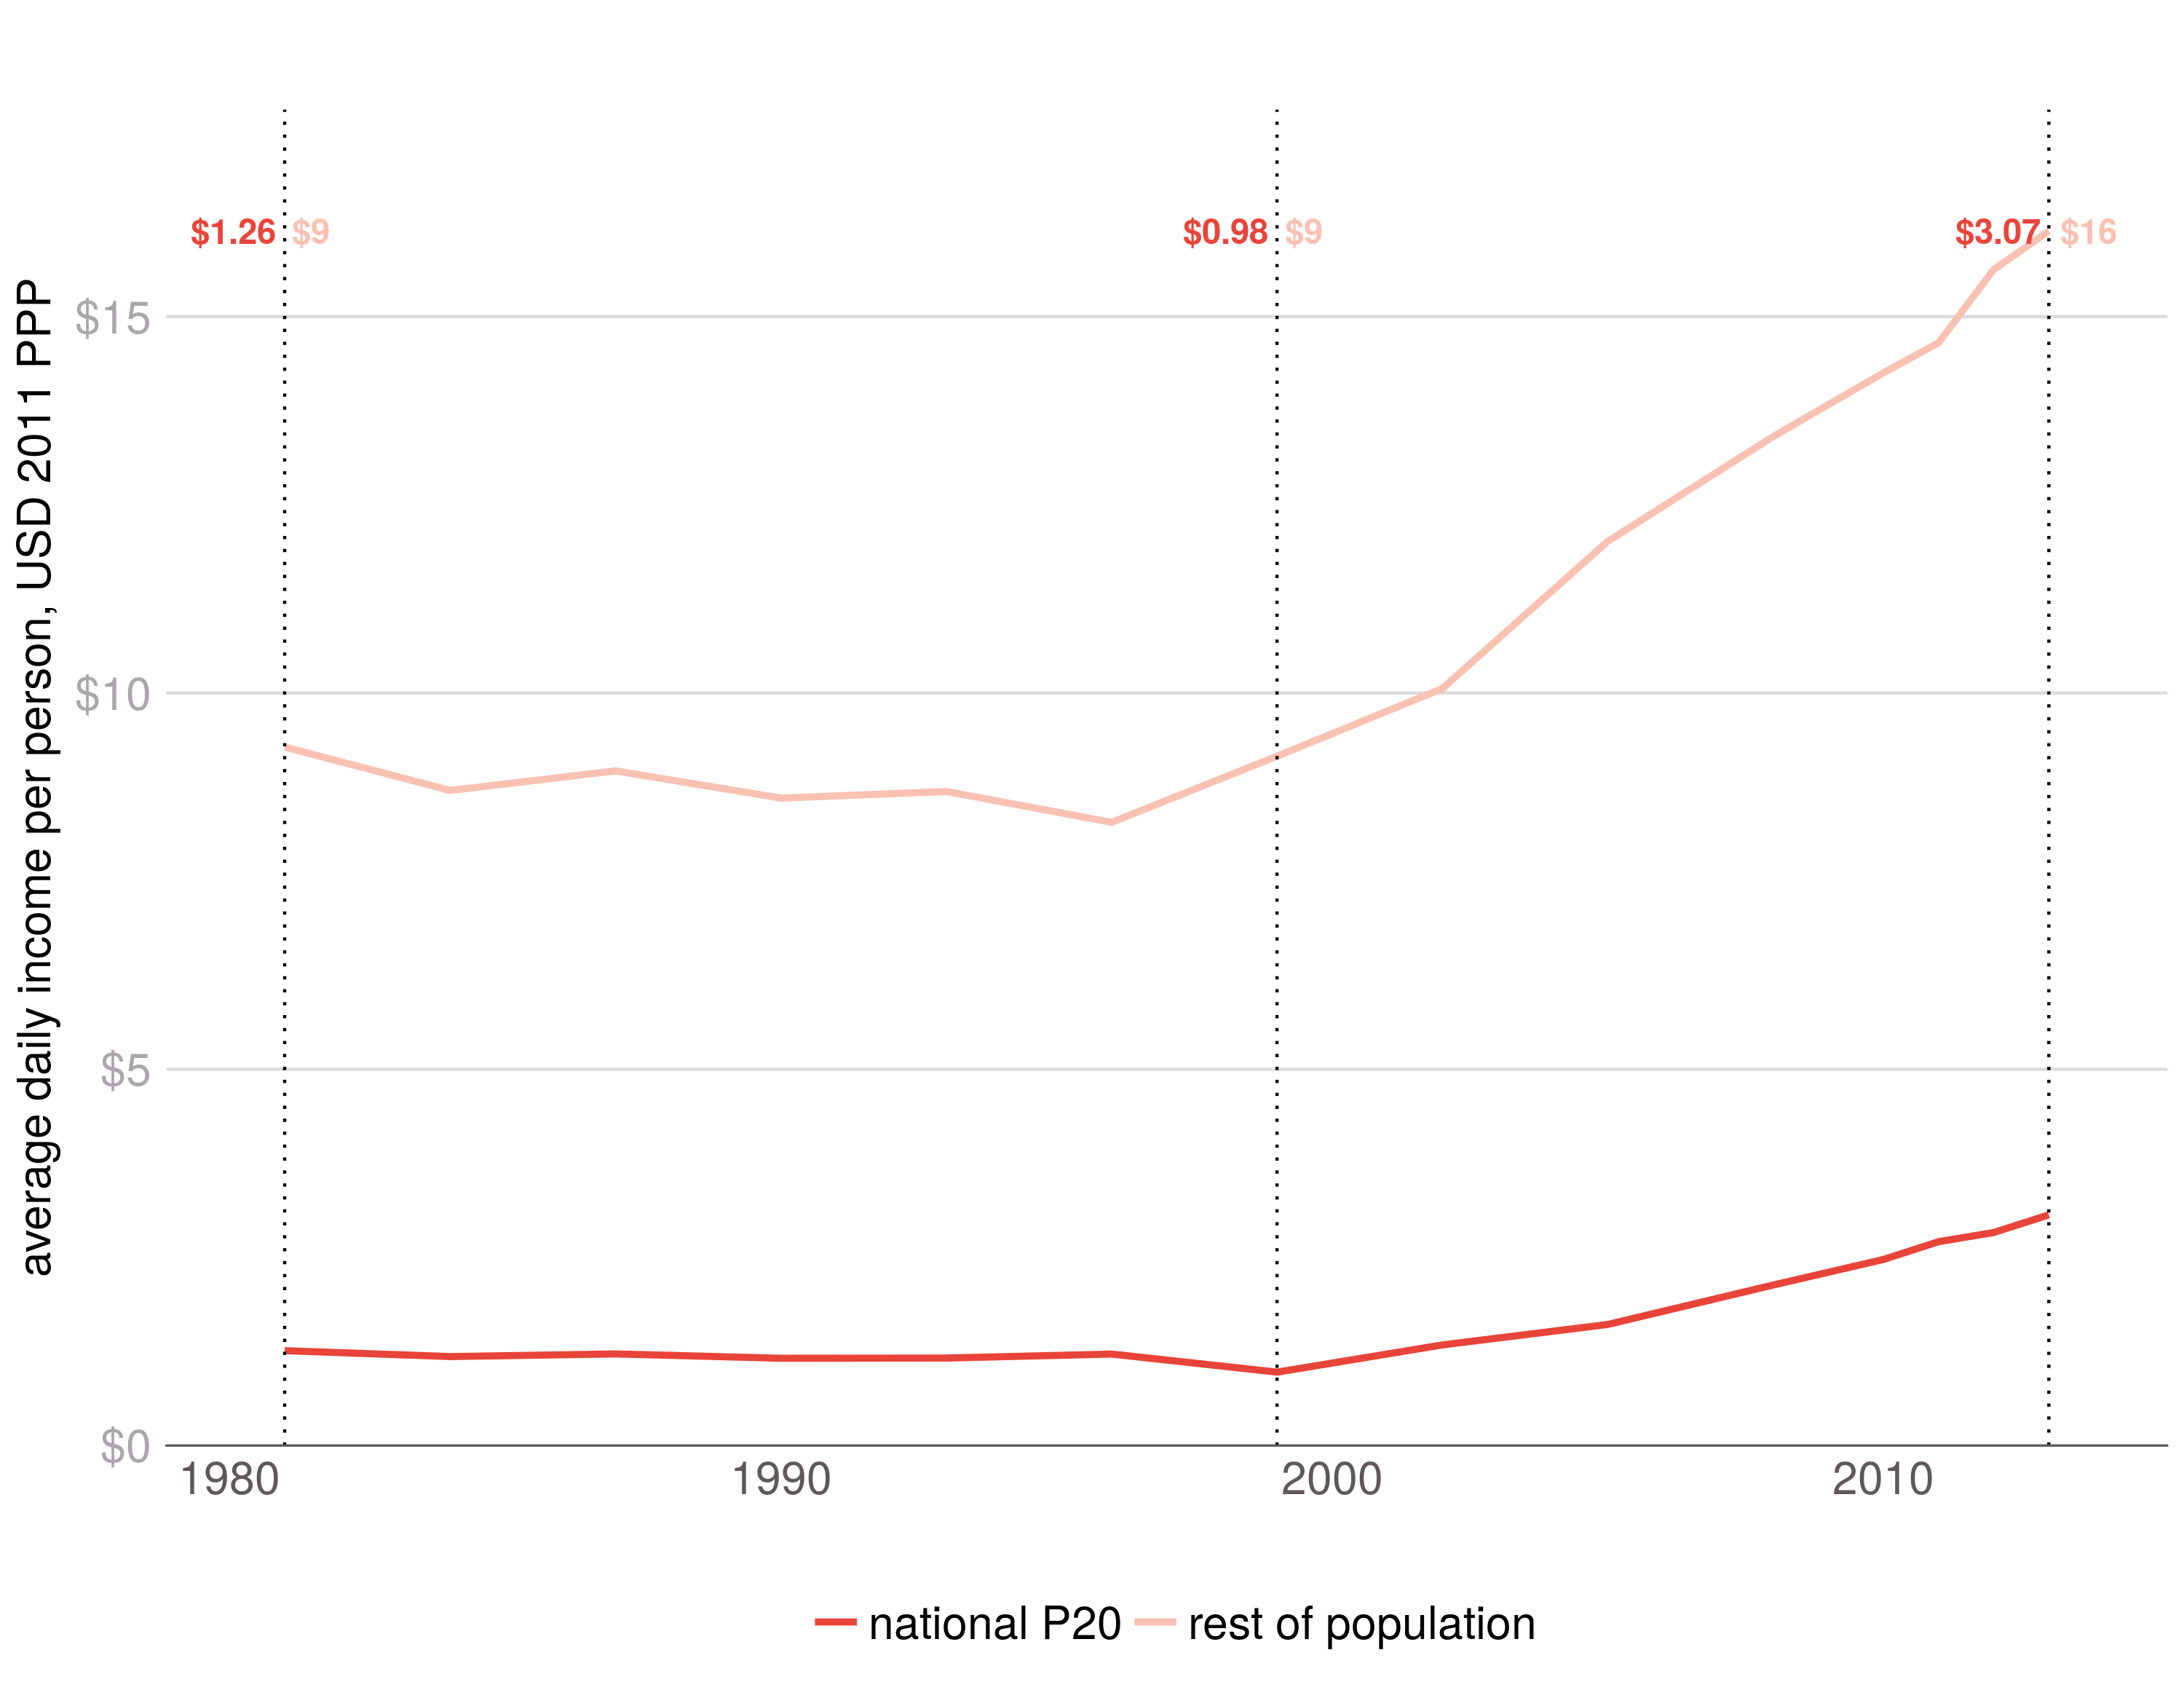 $1.26 $9 $0.98 $9 $3.07 $16
average daily income per person, USD 2011 PPP
$15
$10
$5
$0
1980 1990 2000 2010
national P20 rest of population